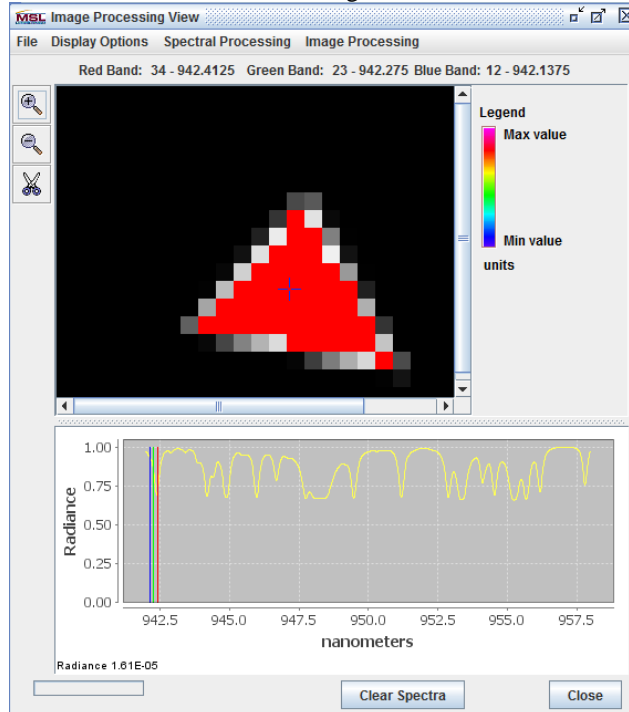 MSL Image Processing View
File Display Options Spectral Processing Image Processing
Red Band: 34 - 942.4125 Green Band: 23 - 942.275 Blue Band: 12 - 942.1375
Legend
Max value
Min value
units
1.00
0.75
0.50
0.25
0.00
Radiance
942.5 945.0 947.5 950.0 952.5 955.0 957.5
nanometers
Radiance 1.61E-05
Clear Spectra Close